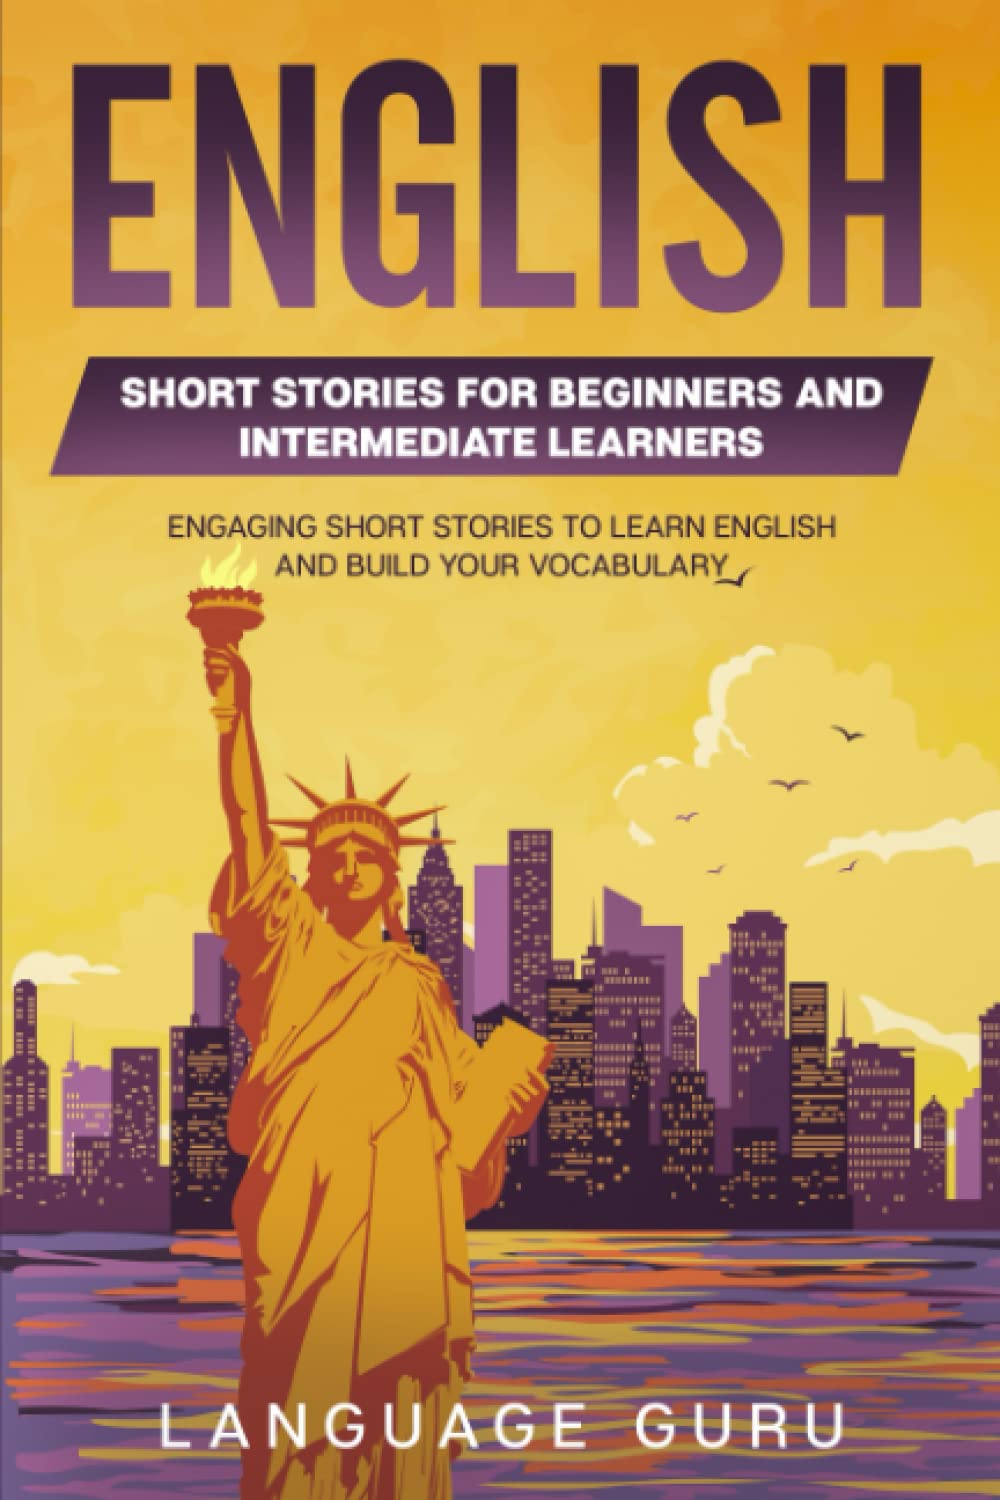 ENGLISH
SHORT STORIES FOR BEGINNERS AND
INTERMEDIATE LEARNERS
ENGAGING SHORT STORIES TO LEARN ENGLISH
AND BUILD YOUR VOCABULARY
LANGUAGE GURU